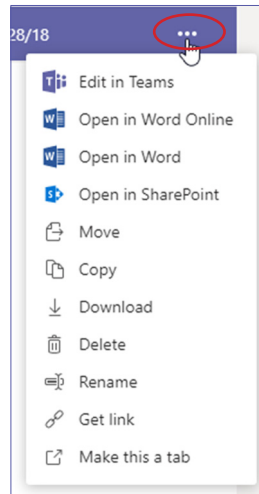 28/18
Edit in Teams
Open in Word Online
Open in Word
Open in SharePoint
Move
Copy
Download
Delete
Rename
Get link
Make this a tab